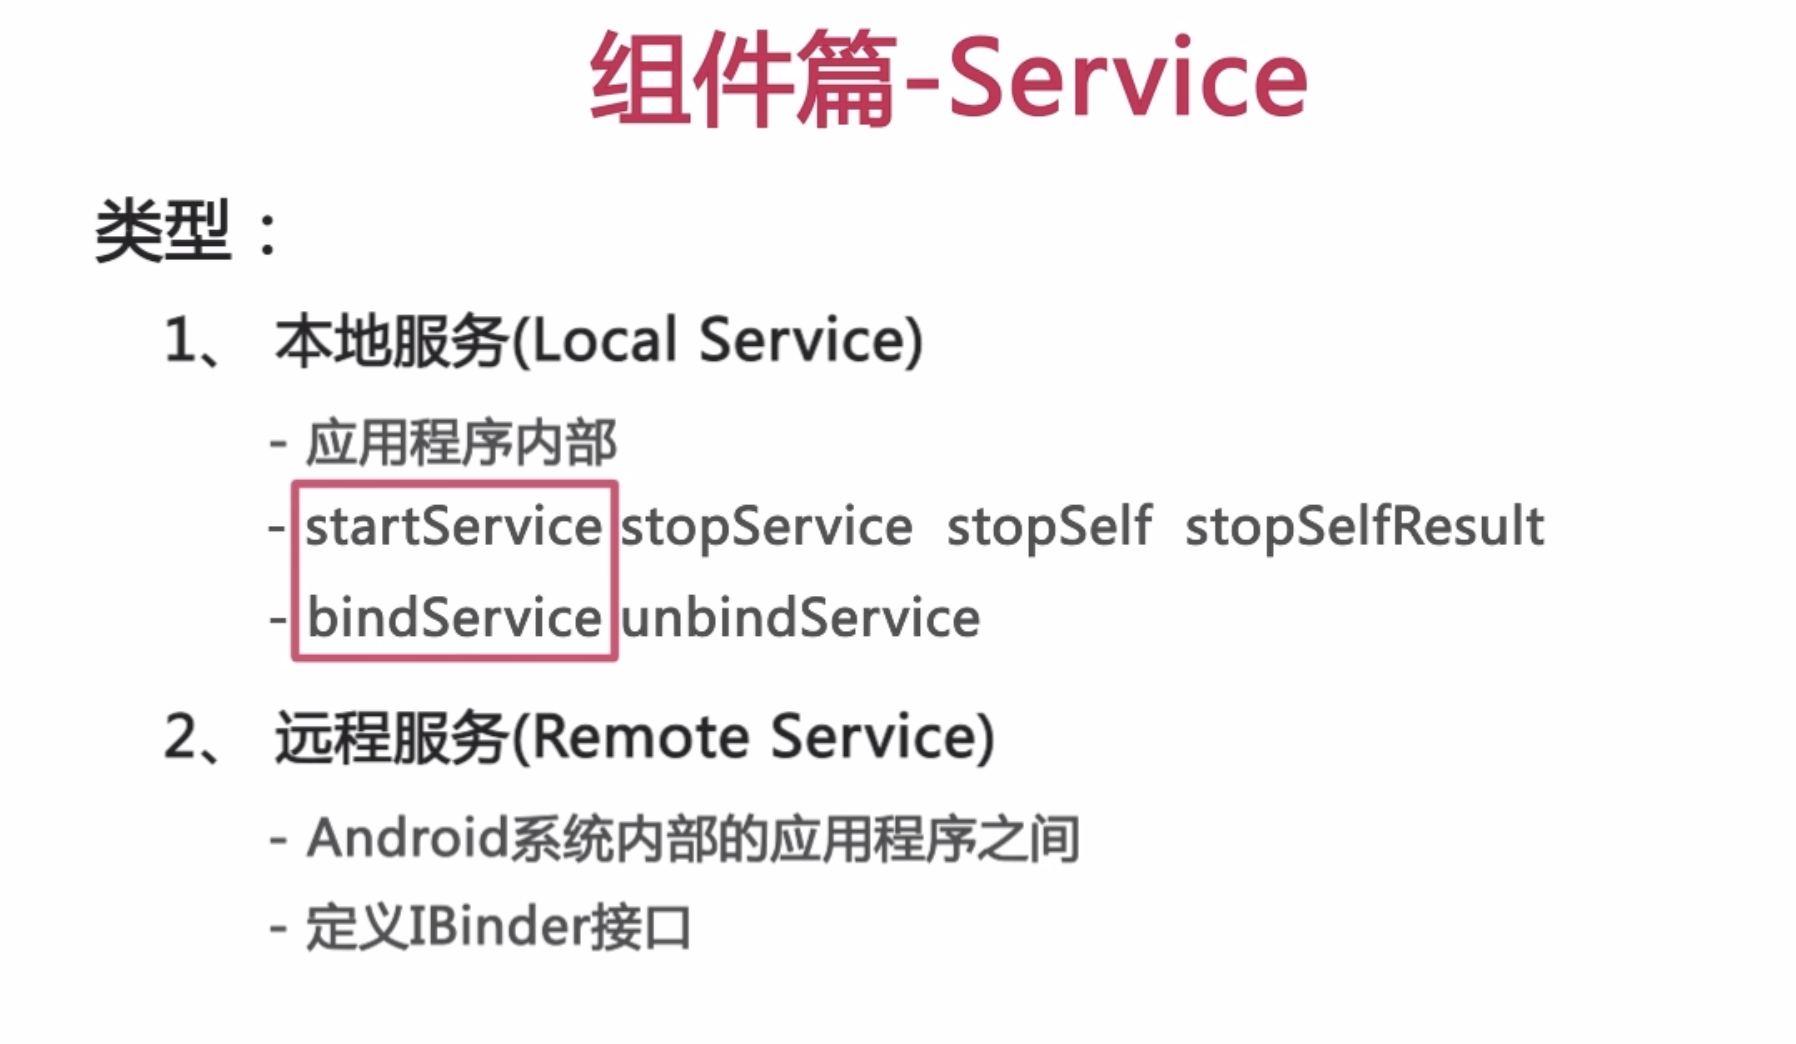 组件篇-Service
类型：
1、 本地服务(Local Service)
- 应用程序内部
- startService stopService stopSelf stopSelfResult
- bindService unbindService
2、 远程服务(Remote Service)
- Android系统内部的应用程序之间
- 定义IBinder接口